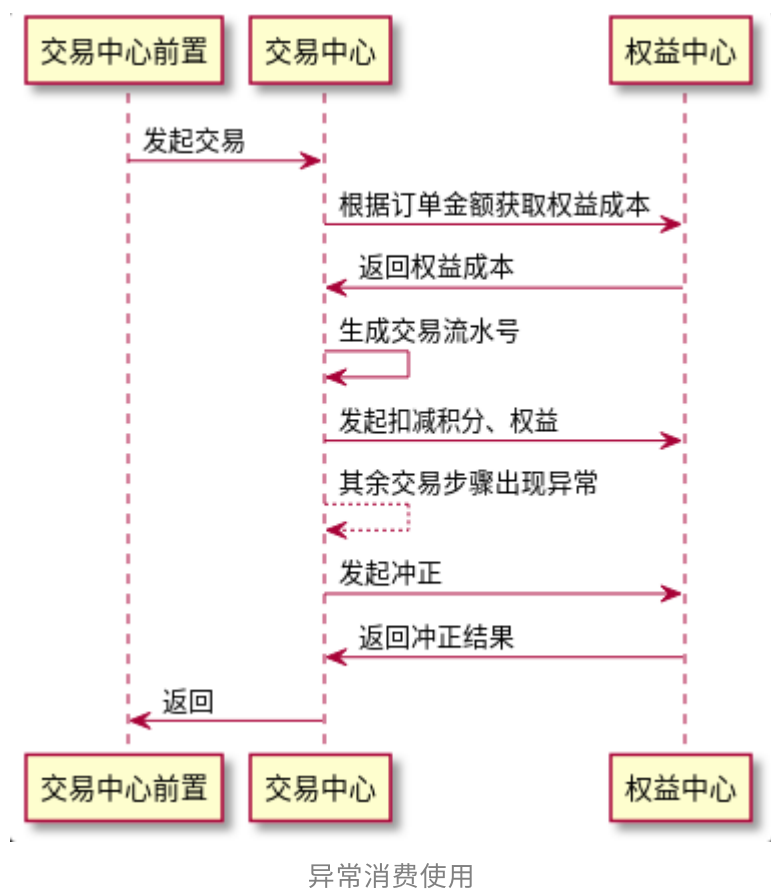 交易中心前置 交易中心 权益中心
发起交易
根据订单金额获取权益成本
返回权益成本
生成交易流水号
发起扣减积分、权益
其余交易步骤出现异常
发起冲正
返回冲正结果
返回
交易中心前置 交易中心 权益中心
异常消费使用